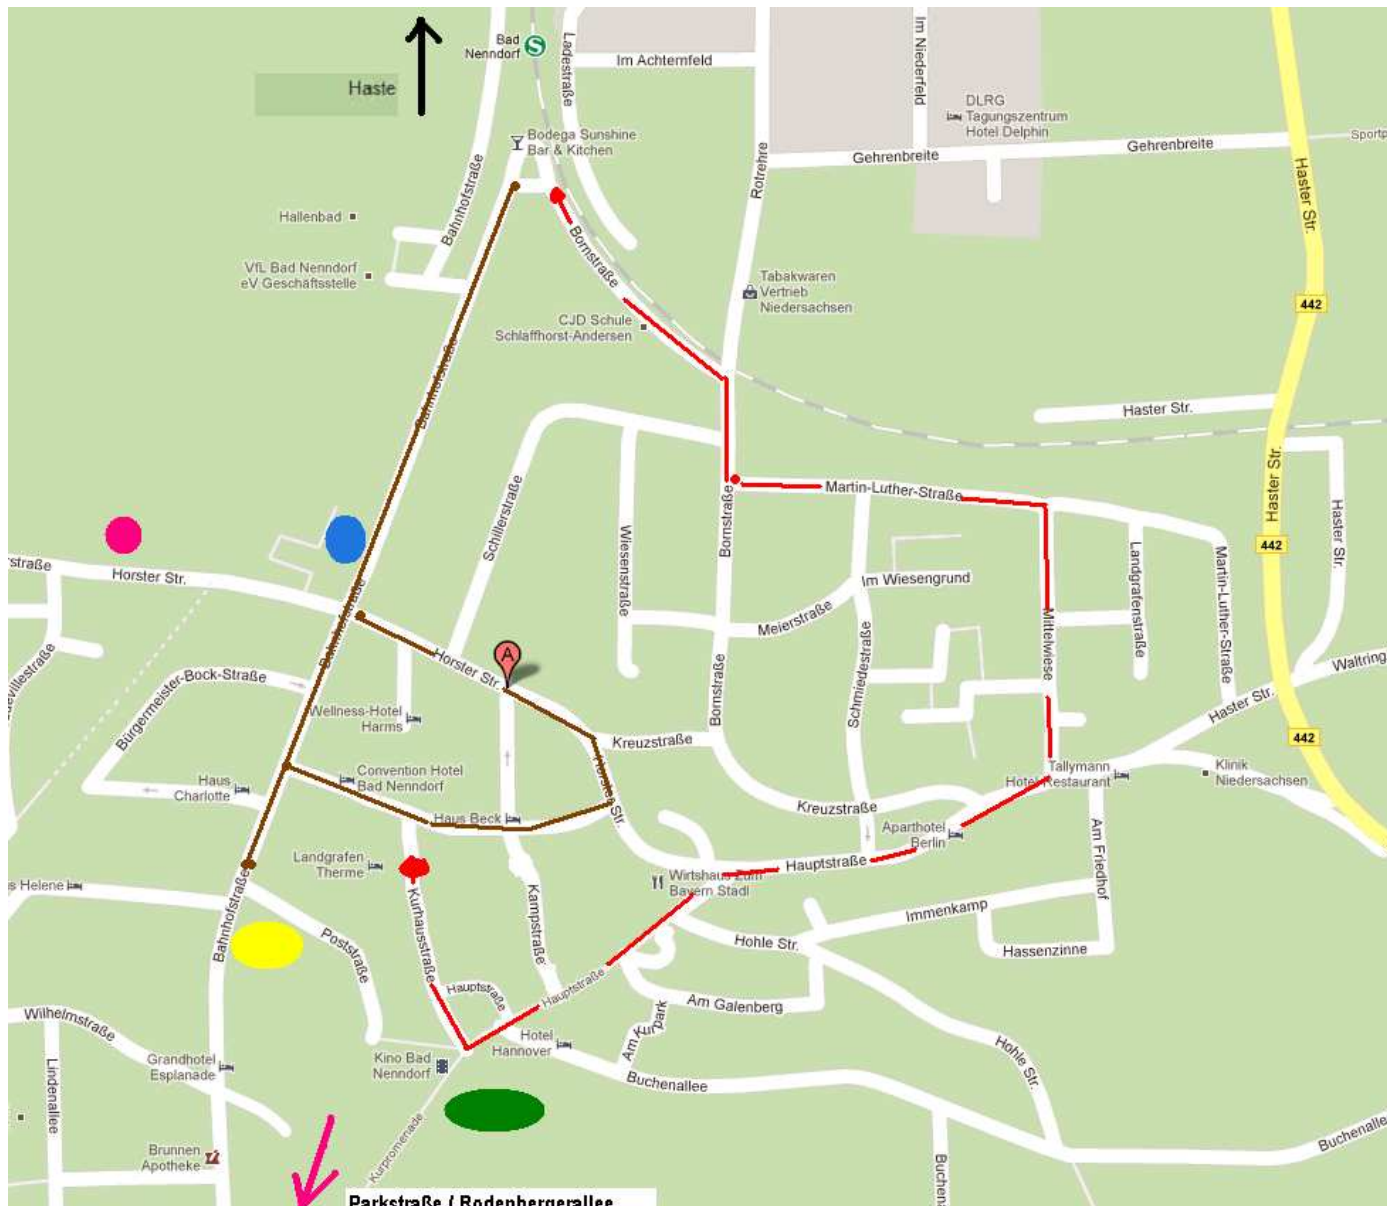 Bad
Nenndorf
S
Ladestraße
Im Achternfeld
Im Niederfeld
Haste
DLRG
Tagungszentrum
Hotel Delphin
Bodega Sunshine
Bar & Kitchen
Gehrenbreite
Gehrenbreite
Sportp
Rotrehre
Haster Str.
Bahnhofstraße
Hallenbad
Bornstraße
VfL Bad Nenndorf
eV Geschäftsstelle
Tabakwaren
Vertrieb
Niedersachsen
442
CJD Schule
Schlaffhorst-Andersen
Bahnhofstraße
Haster Str.
Haster Str.
Martin-Luther-Straße
Schillerstraße
Wiesenstraße
Bornstraße
Haster Str.
442
rstraße
Horster Str.
Im Wiesengrund
Landgrafenstraße
Martin-Luther-Straße
Bahnhofstraße
Meierstraße
Mittelwiese
Horster Str.
A
Schmiedestraße
Waltring
Bürgermeister-Bock-Straße
Bornstraße
Haster Str.
Wellness-Hotel
Harms
Kreuzstraße
442
Haus
Charlotte
Convention Hotel
Bad Nenndorf
Horster Str.
Tallymann
Hotel Restaurant
Klinik
Niedersachsen
Kreuzstraße
Haus Beck
Aparthotel
Berlin
Am Friedhof
Landgrafen
Therme
Hauptstraße
s Helene
Wirtshaus Zum
Bayern Stadl
Bahnhofstraße
Kurhausstraße
Kampstraße
Immenkamp
Poststraße
Hohle Str.
Hassenzinne
Hauptstraße
Hauptstraße
Am Galenberg
Wilhelmstraße
Am Kurpark
Hotel
Hannover
Hohle Str.
Grandhotel
Esplanade
Kino Bad
Nenndorf
Lindenallee
Buchenallee
Kurpromenade
Buchenalle
Brunnen
Apotheke
Buchen
Parkstraße / Rodenbergerallee